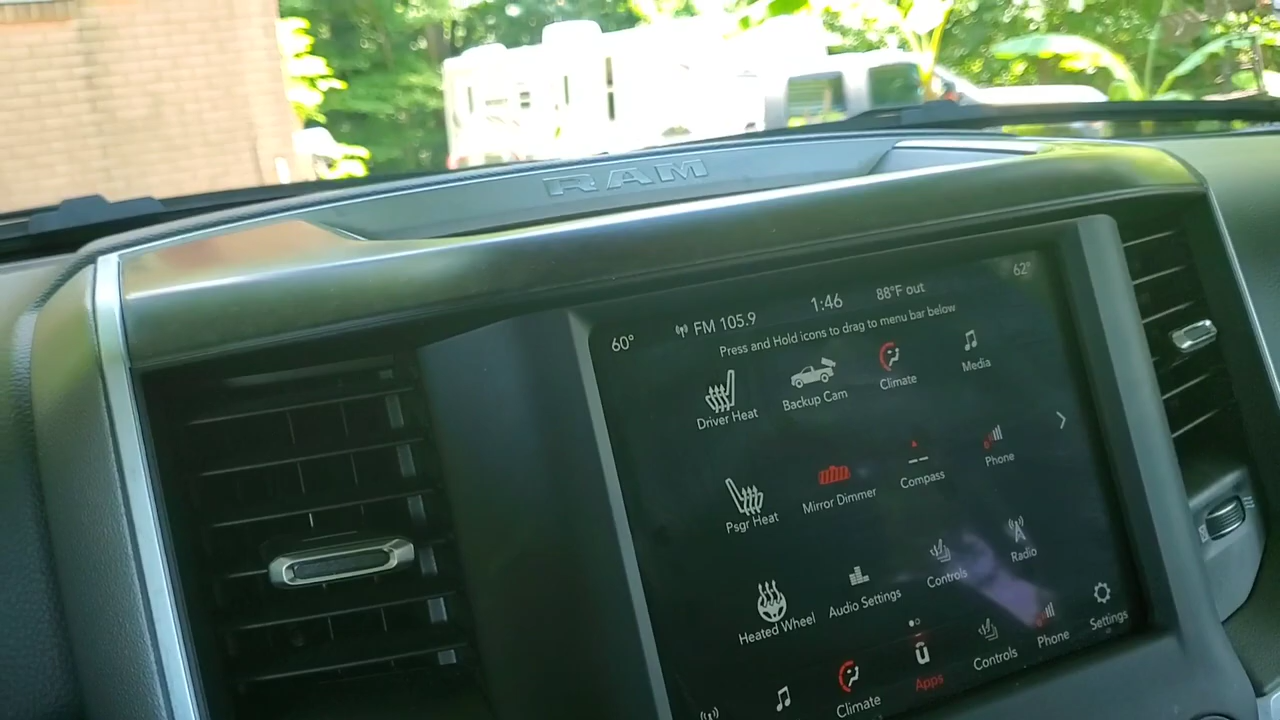 RAM
60° FM 105.9 1:46 88°F out 62°
Press and Hold icons to drag to menu bar below
Driver Heat Backup Cam Climate Media
Psgr Heat Mirror Dimmer Compass Phone
Heated Wheel Audio Settings Controls Radio
Climate Apps Controls Phone Settings